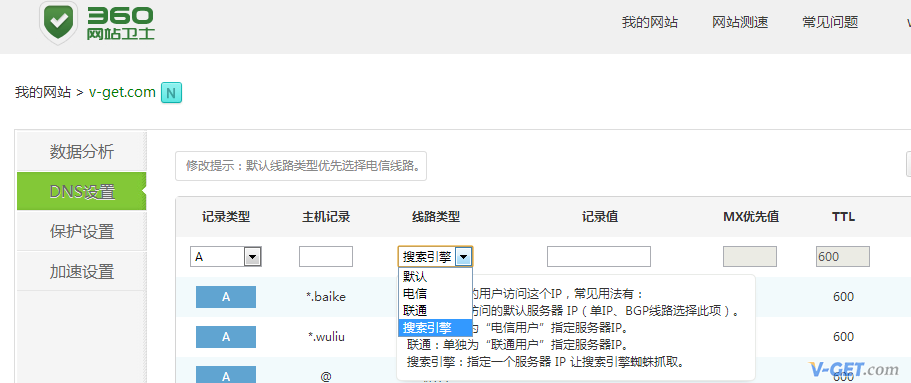 360
网站卫士
我的网站 网站测速 常见问题
我的网站 > v-get.com N
数据分析
DNS设置
保护设置
加速设置
修改提示：默认线路类型优先选择电信线路。
记录类型 主机记录 线路类型 记录值 MX优先值 TTL
A 搜索引擎 600
默认
电信
联通
搜索引擎
的用户访问这个IP，常见用法有：
访问的默认服务器 IP（单IP、BGP线路选择此项）。
为“电信用户”指定服务器IP。
联通：单独为“联通用户”指定服务器IP。
搜索引擎：指定一个服务器 IP 让搜索引擎蜘蛛抓取。
A *.baike 600
A *.wuliu 600
A @ 600
V-GET.com